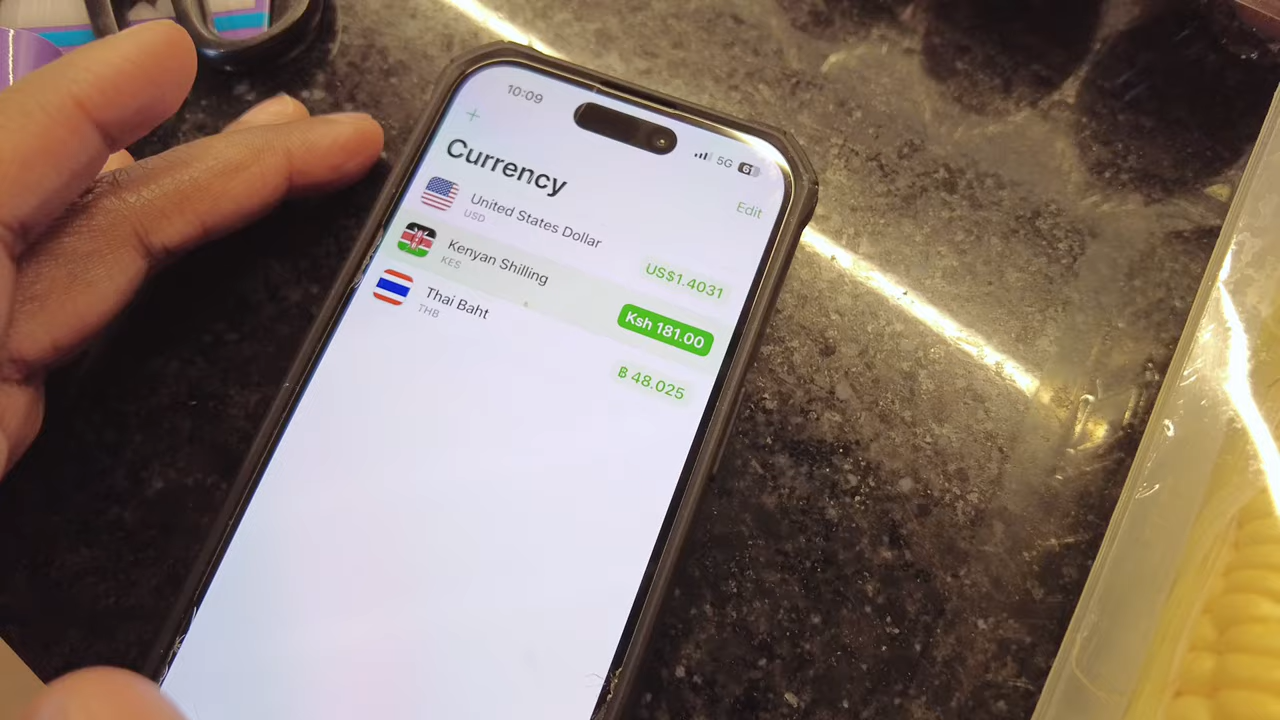 10:09
5G 61
+
Edit
Currency
United States Dollar
USD
US$1.4031
Kenyan Shilling
KES
Ksh 181.00
Thai Baht
THB
฿ 48.025